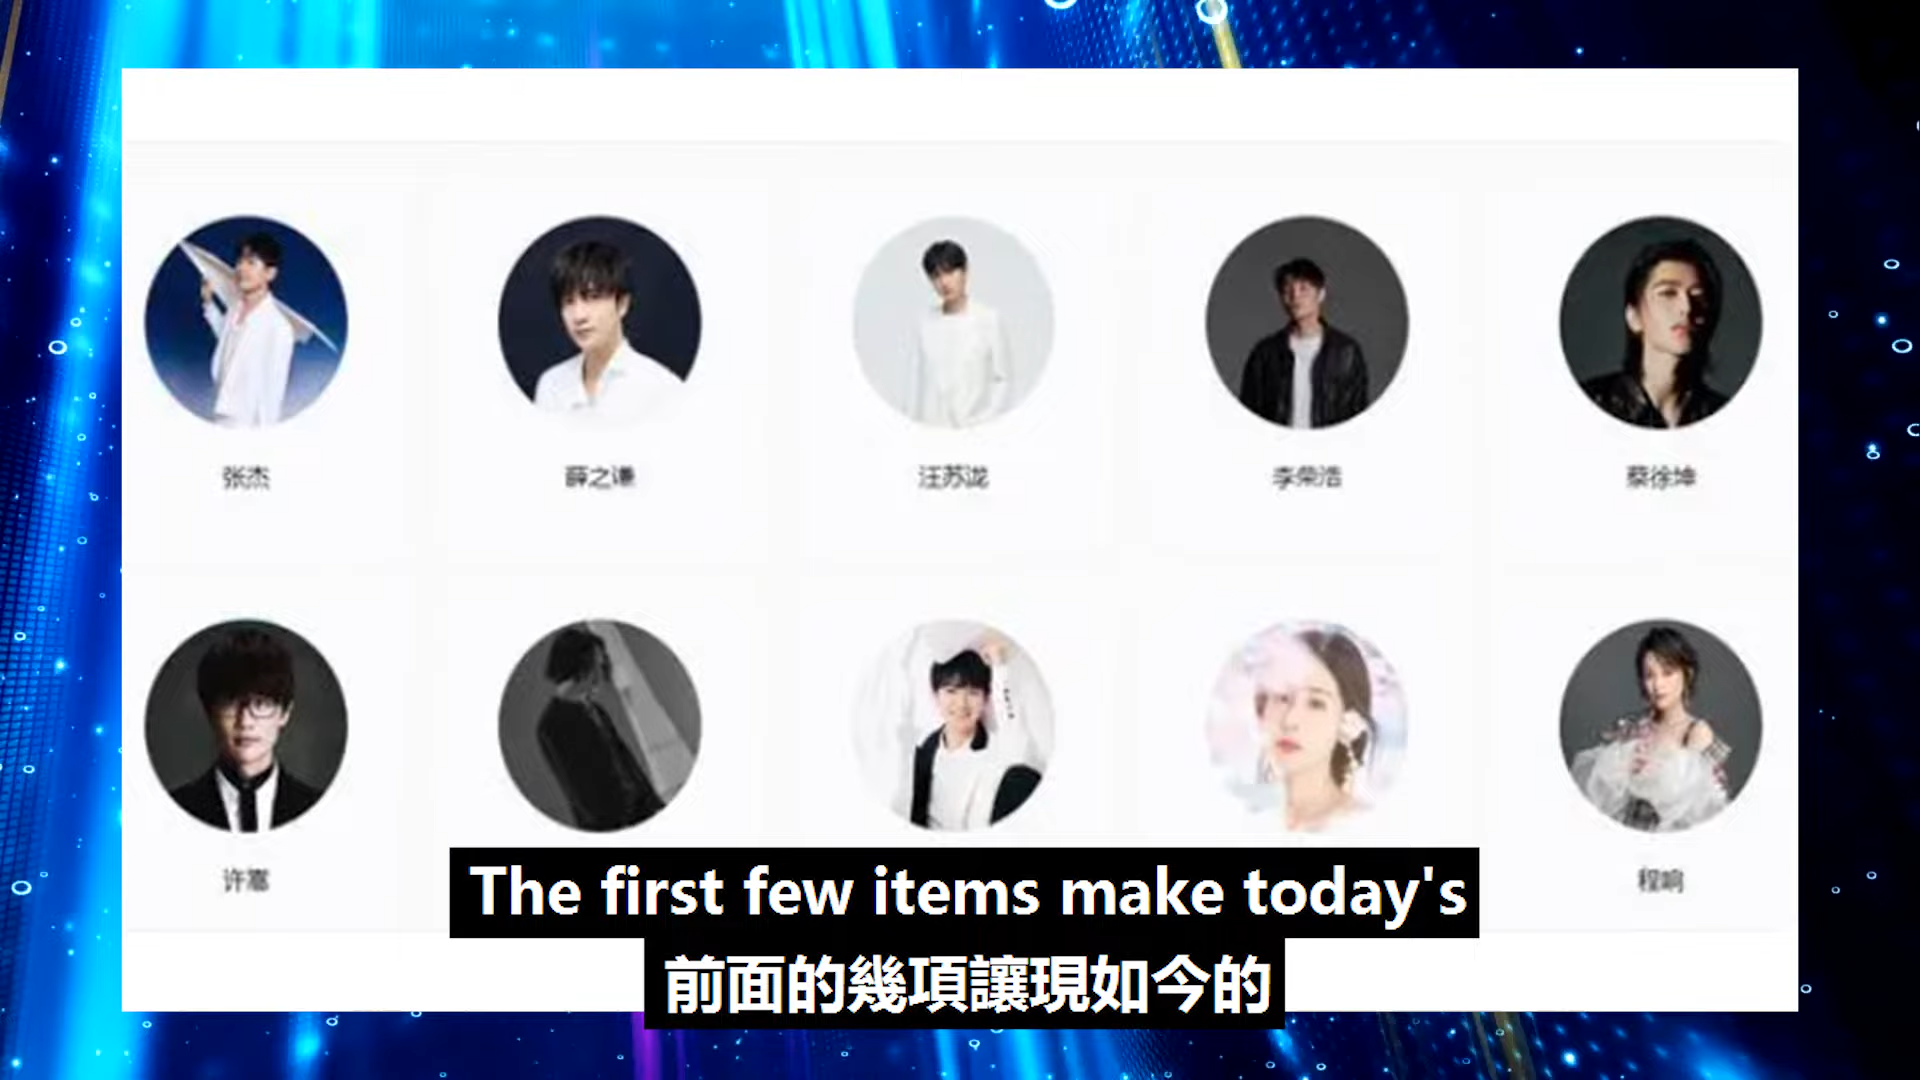 张杰
薛之谦
汪苏泷
李荣浩
蔡徐坤
许嵩
程响
The first few items make today's
前面的幾項讓現如今的